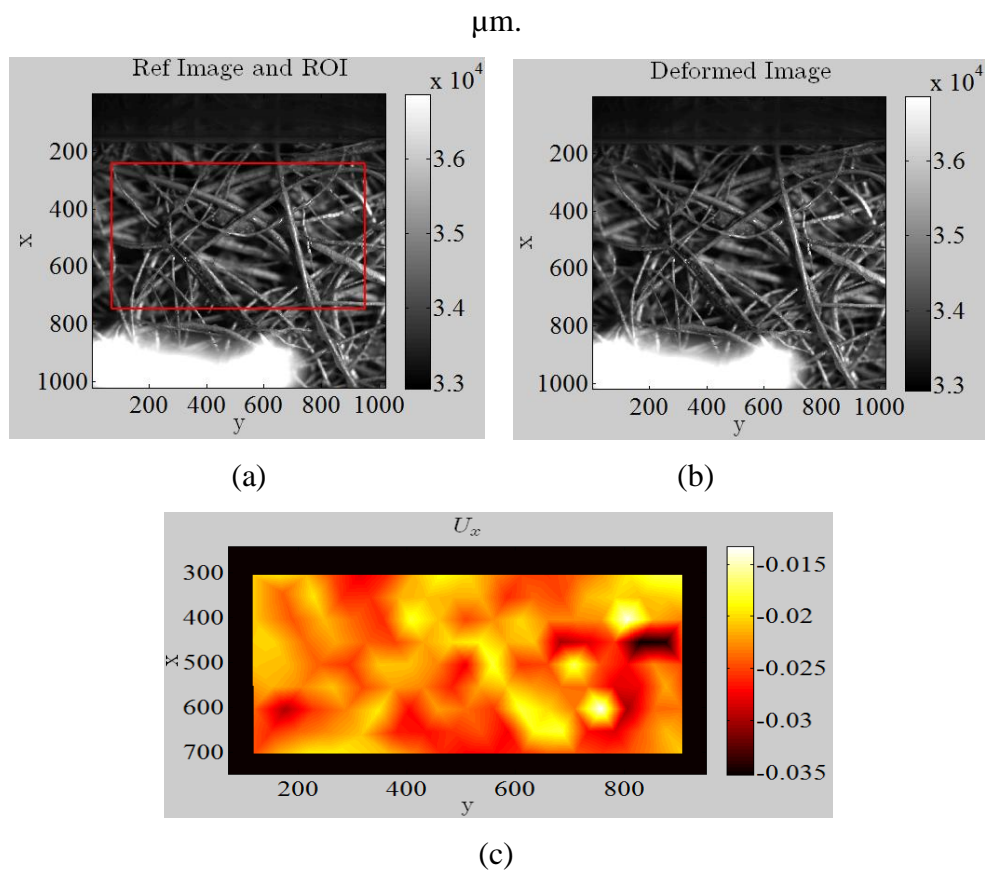 µm.
Ref Image and ROI
x 10^4
200
400
600
800
1000
x
200 400 600 800 1000
y
3.6
3.5
3.4
3.3
(a)
Deformed Image
x 10^4
200
400
600
800
1000
x
200 400 600 800 1000
y
3.6
3.5
3.4
3.3
(b)
U_x
300
400
500
600
700
x
200 400 600 800
y
-0.015
-0.02
-0.025
-0.03
-0.035
(c)